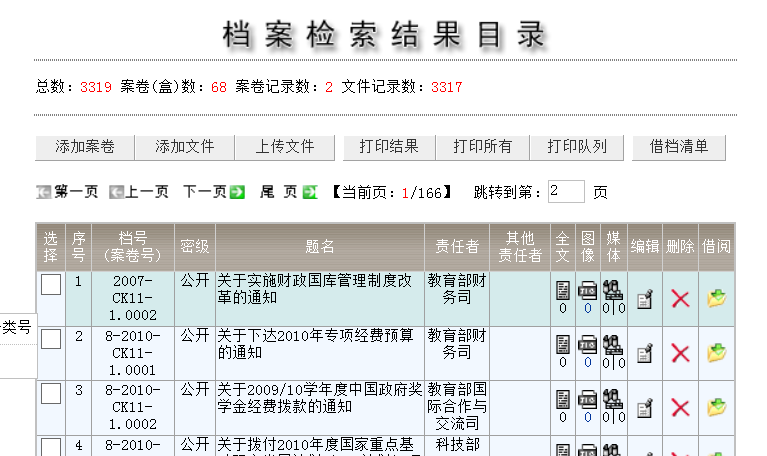 档案检索结果目录
总数：3319 案卷(盒)数：68 案卷记录数：2 文件记录数：3317
添加案卷 添加文件 上传文件 打印结果 打印所有 打印队列 借档清单
第一页 上一页 下一页 尾 页 【当前页：1/166】 跳转到第：2 页
选择 序号 档号（案卷号） 密级 题名 责任者 其他责任者 全文 图像 媒体 编辑 删除 借阅
1 2007-CK11-1.0002 公开 关于实施财政国库管理制度改革的通知 教育部财务司 0 0 0|0
类号
2 8-2010-CK11-1.0001 公开 关于下达2010年专项经费预算的通知 教育部财务司 0 0 0|0
3 8-2010-CK11-1.0002 公开 关于2009/10学年度中国政府奖学金经费拨款的通知 教育部国际合作与交流司 0 0 0|0
4 8-2010- 公开 关于拨付2010年度国家重点基 科技部